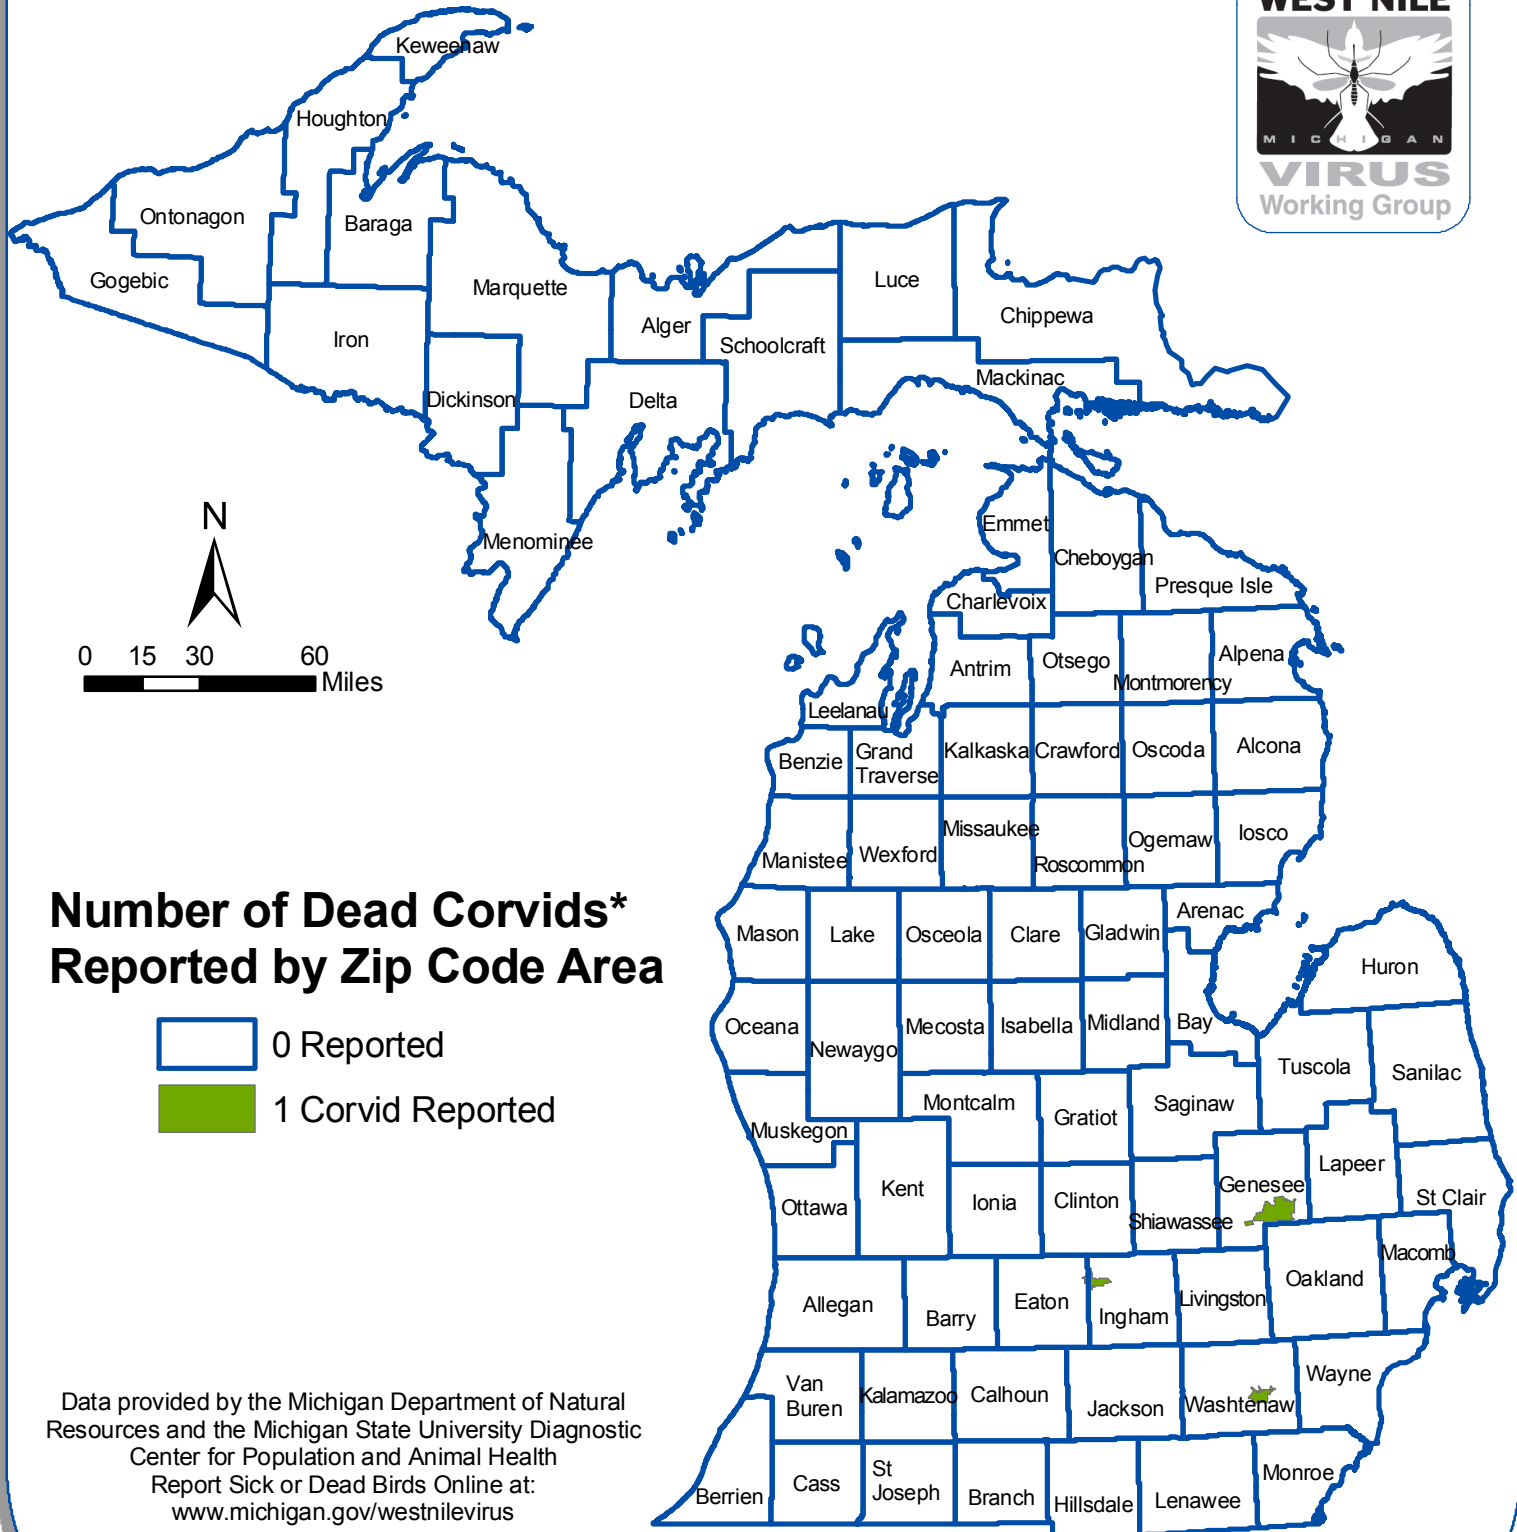 WEST NILE
MICHIGAN
VIRUS
Working Group
Keweenaw
Houghton
Ontonagon
Baraga
Gogebic
Marquette
Luce
Iron
Alger
Schoolcraft
Chippewa
Dickinson
Delta
Mackinac
Menominee
Emmet
Cheboygan
Presque Isle
Charlevoix
N
0 15 30 60
Miles
Antrim
Otsego
Montmorency
Alpena
Leelanau
Benzie
Grand
Traverse
Kalkaska
Crawford
Oscoda
Alcona
Manistee
Wexford
Missaukee
Roscommon
Ogemaw
Iosco
Number of Dead Corvids*
Reported by Zip Code Area
0 Reported
1 Corvid Reported
Mason
Lake
Osceola
Clare
Gladwin
Arenac
Huron
Oceana
Newaygo
Mecosta
Isabella
Midland
Bay
Tuscola
Sanilac
Muskegon
Montcalm
Gratiot
Saginaw
Lapeer
Genesee
St Clair
Ottawa
Kent
Ionia
Clinton
Shiawassee
Macomb
Oakland
Allegan
Barry
Eaton
Ingham
Livingston
Van
Buren
Kalamazoo
Calhoun
Jackson
Washtenaw
Wayne
Berrien
Cass
St
Joseph
Branch
Hillsdale
Lenawee
Monroe
Data provided by the Michigan Department of Natural
Resources and the Michigan State University Diagnostic
Center for Population and Animal Health
Report Sick or Dead Birds Online at:
www.michigan.gov/westnilevirus